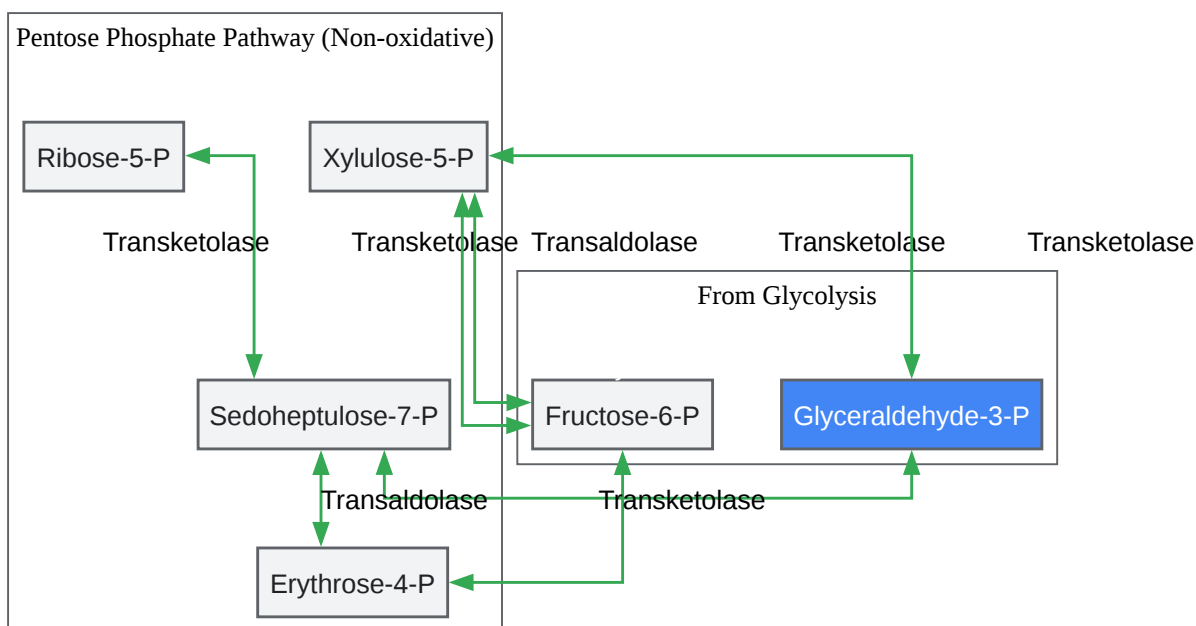 Pentose Phosphate Pathway (Non-oxidative)
Ribose-5-P
Xylulose-5-P
Transketolase
Transketolase
Transaldolase
Transketolase
Transketolase
From Glycolysis
Sedoheptulose-7-P
Fructose-6-P
Glyceraldehyde-3-P
Transaldolase
Transketolase
Erythrose-4-P